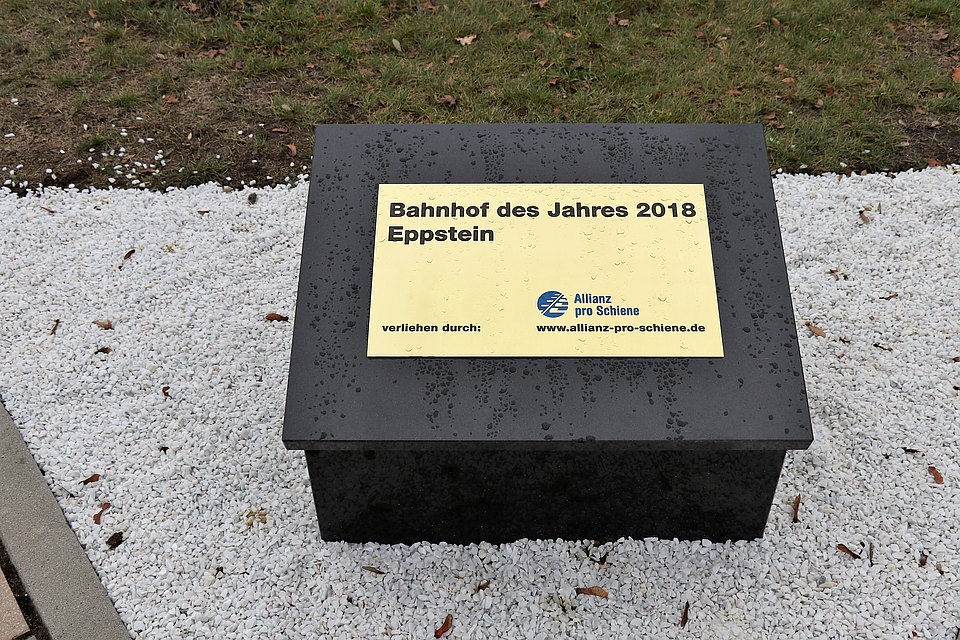 Bahnhof des Jahres 2018
Eppstein
Allianz
pro Schiene
verliehen durch: www.allianz-pro-schiene.de